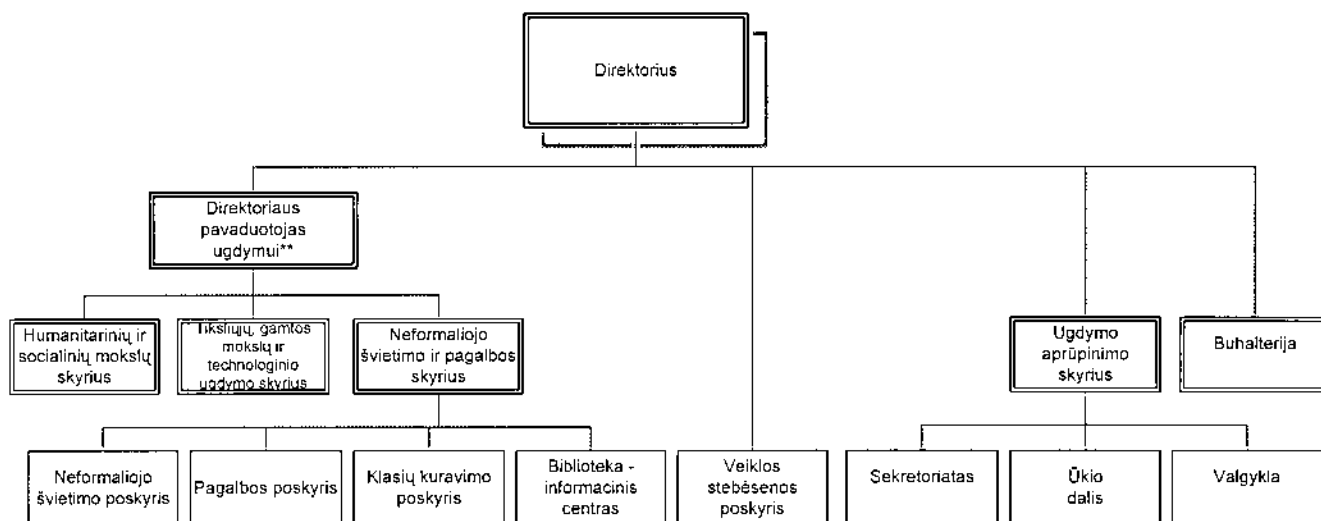 Direktorius
Direktoriaus
pavaduotojas
ugdymui**
Humanitarinių ir
socialinių mokslų
skyrius
Tiksliųjų, gamtos
mokslų ir
technologinio
ugdymo skyrius
Neformaliojo
švietimo ir pagalbos
skyrius
Ugdymo
aprūpinimo
skyrius
Buhalterija
Neformaliojo
švietimo poskyris
Pagalbos poskyris
Klasių kuravimo
poskyris
Biblioteka -
informacinis
centras
Veiklos
stebėsenos
poskyris
Sekretoriatas
Ūkio
dalis
Valgykla